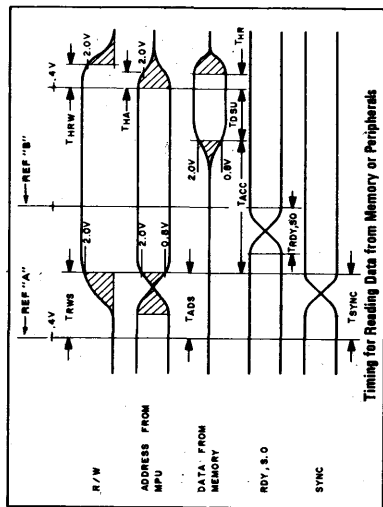 REF "A"
REF "B"
.4V
.4V
TRWS
THRW
2.0V
2.0V
R/W
THA
2.0V
2.0V
0.8V
ADDRESS FROM
MPU
TADS
THR
TDSU
TACC
2.0V
0.8V
DATA FROM
MEMORY
RDY, S.O
TRDY,SO
SYNC
TSYNC
Timing for Reading Data from Memory or Peripherals